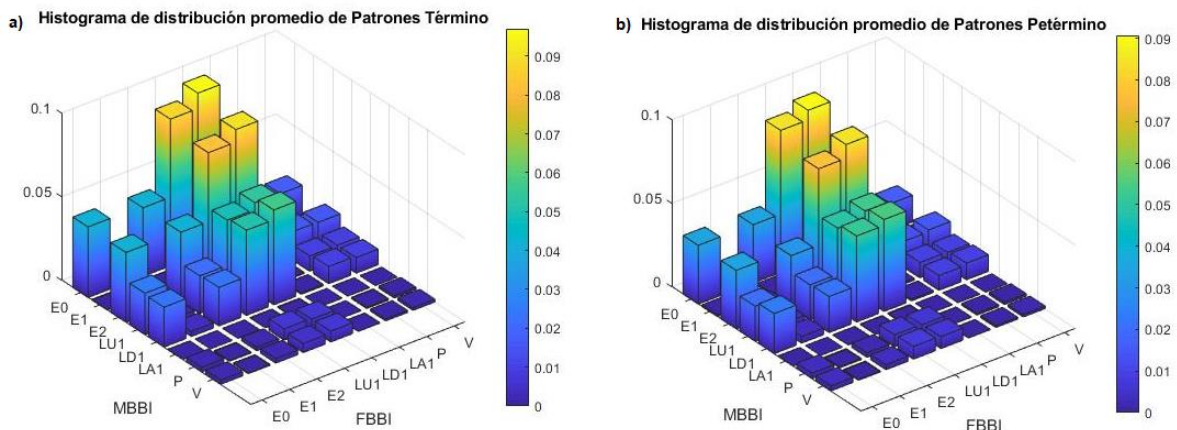 a) Histograma de distribución promedio de Patrones Término
0.1
0.05
0
E0
E1
E2
LU1
LD1
LA1
P
V
MBBI
E0
E1
E2
LU1
LD1
LA1
P
V
FBBI
0.09
0.08
0.07
0.06
0.05
0.04
0.03
0.02
0.01
0
b) Histograma de distribución promedio de Patrones Petérmino
0.1
0.05
0
E0
E1
E2
LU1
LD1
LA1
P
V
MBBI
E0
E1
E2
LU1
LD1
LA1
P
V
FBBI
0.09
0.08
0.07
0.06
0.05
0.04
0.03
0.02
0.01
0